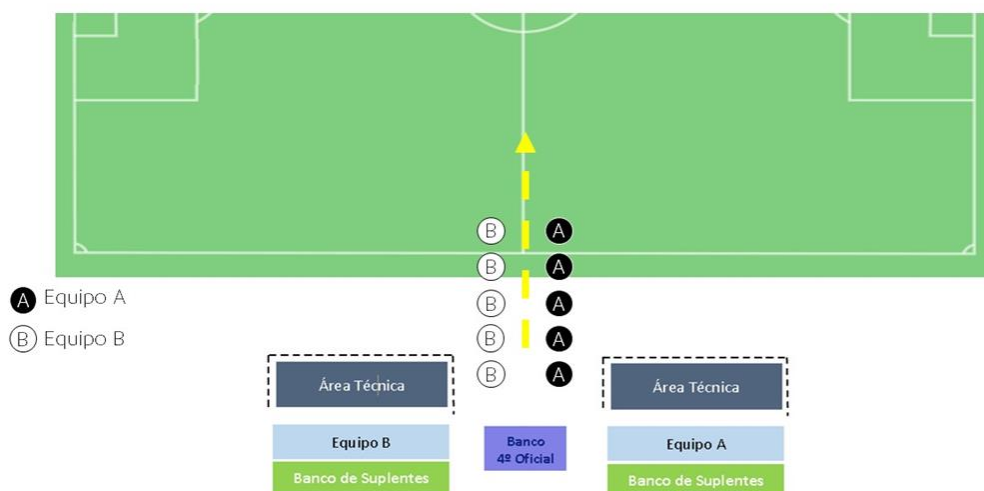 B A
B A
A Equipo A
B A
B Equipo B
B A
B A
Área Técnica
Área Técnica
Equipo B
Banco
4º Oficial
Equipo A
Banco de Suplentes
Banco de Suplentes